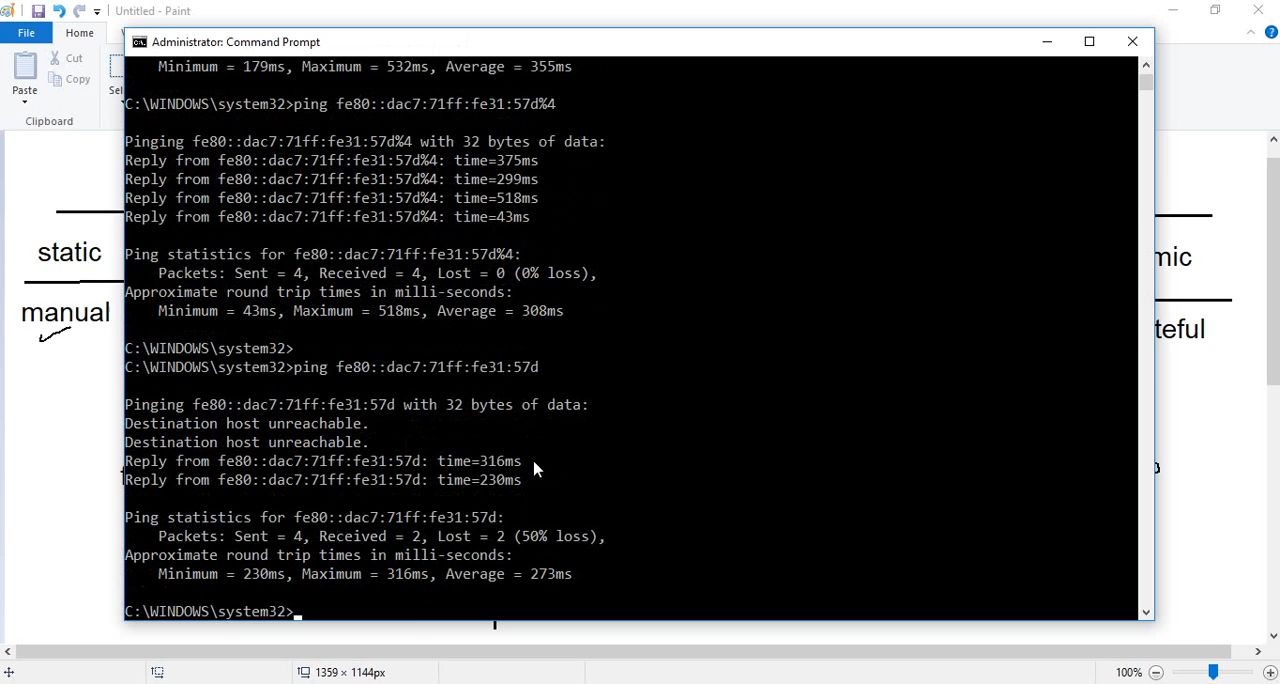 Untitled - Paint
File
Home
Paste
Cut
Copy
Sel
Clipboard
Administrator: Command Prompt
Minimum = 179ms, Maximum = 532ms, Average = 355ms
C:\WINDOWS\system32>ping fe80::dac7:71ff:fe31:57d%4
Pinging fe80::dac7:71ff:fe31:57d%4 with 32 bytes of data:
Reply from fe80::dac7:71ff:fe31:57d%4: time=375ms
Reply from fe80::dac7:71ff:fe31:57d%4: time=299ms
Reply from fe80::dac7:71ff:fe31:57d%4: time=518ms
Reply from fe80::dac7:71ff:fe31:57d%4: time=43ms
Ping statistics for fe80::dac7:71ff:fe31:57d%4:
Packets: Sent = 4, Received = 4, Lost = 0 (0% loss),
Approximate round trip times in milli-seconds:
Minimum = 43ms, Maximum = 518ms, Average = 308ms
C:\WINDOWS\system32>
C:\WINDOWS\system32>ping fe80::dac7:71ff:fe31:57d
Pinging fe80::dac7:71ff:fe31:57d with 32 bytes of data:
Destination host unreachable.
Destination host unreachable.
Reply from fe80::dac7:71ff:fe31:57d: time=316ms
Reply from fe80::dac7:71ff:fe31:57d: time=230ms
Ping statistics for fe80::dac7:71ff:fe31:57d:
Packets: Sent = 4, Received = 2, Lost = 2 (50% loss),
Approximate round trip times in milli-seconds:
Minimum = 230ms, Maximum = 316ms, Average = 273ms
C:\WINDOWS\system32>
static
manual
mic
teful
1359 × 1144px
100%